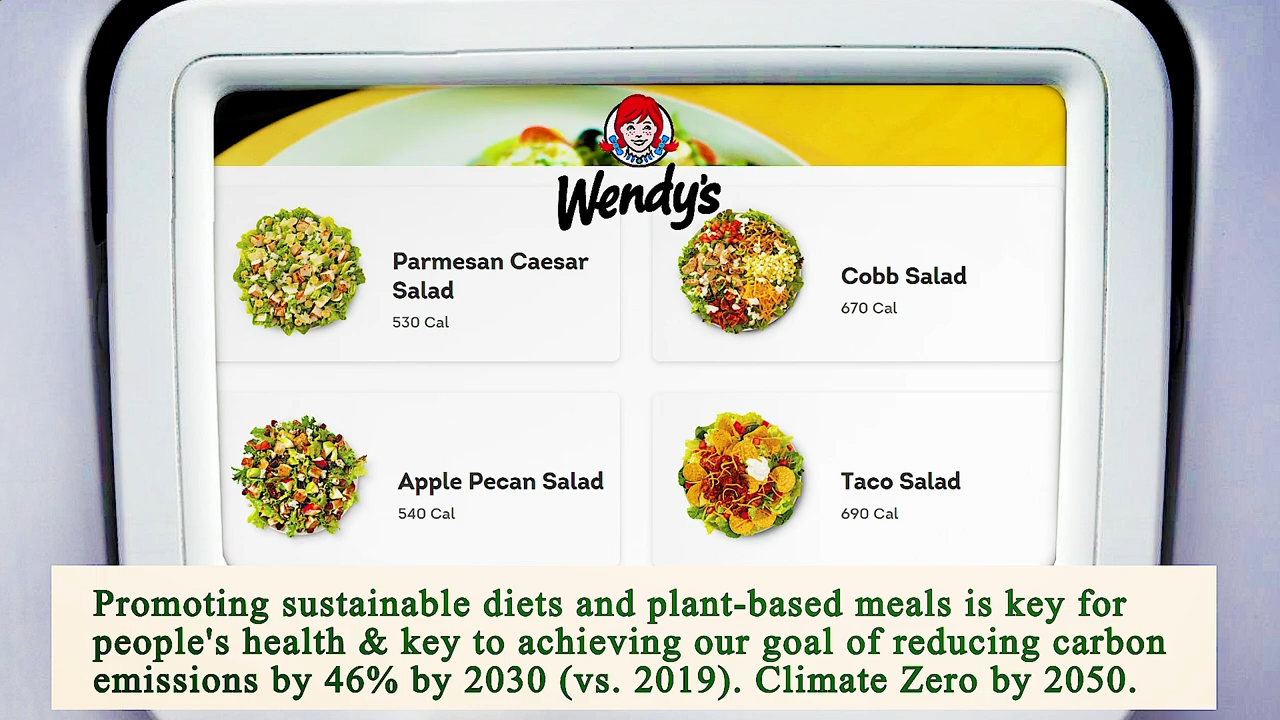 Wendy's
Parmesan Caesar
Salad
530 Cal
Cobb Salad
670 Cal
Apple Pecan Salad
540 Cal
Taco Salad
690 Cal
Promoting sustainable diets and plant-based meals is key for
people's health & key to achieving our goal of reducing carbon
emissions by 46% by 2030 (vs. 2019). Climate Zero by 2050.